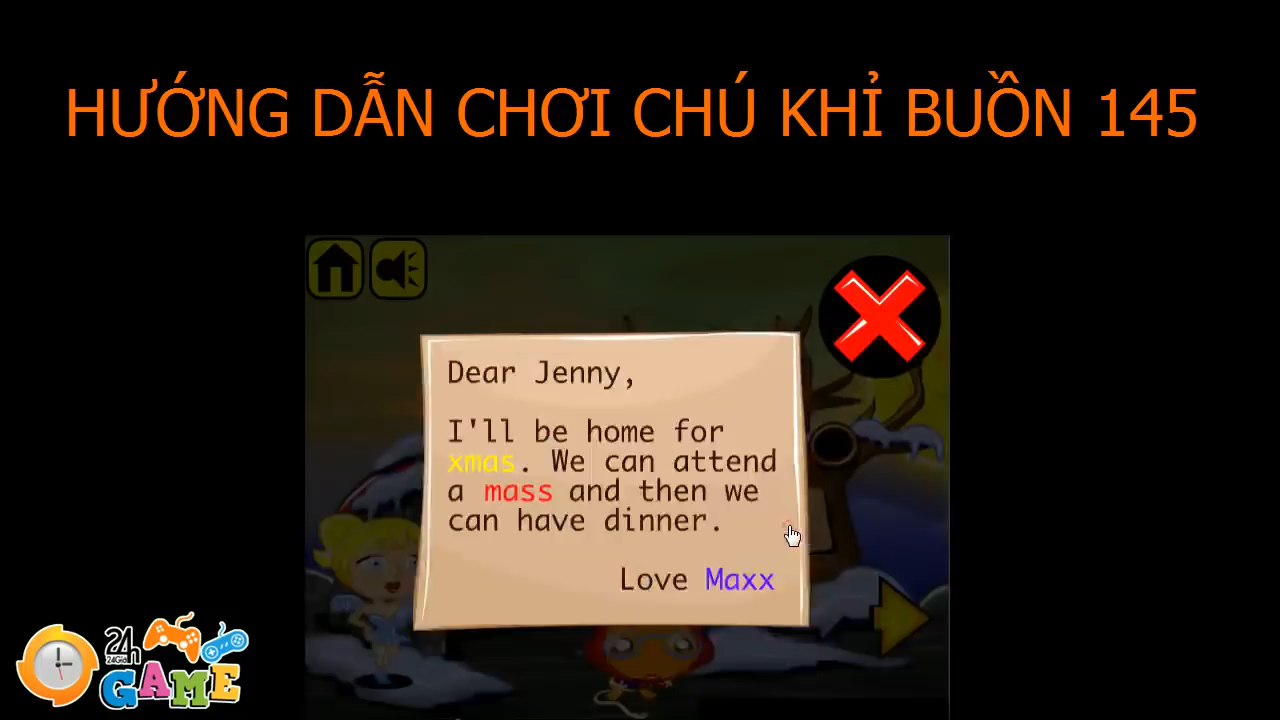 HƯỚNG DẪN CHƠI CHÚ KHỈ BUỒN 145
Dear Jenny,
I'll be home for
xmas. We can attend
a mass and then we
can have dinner.
Love Maxx
24h
GAME